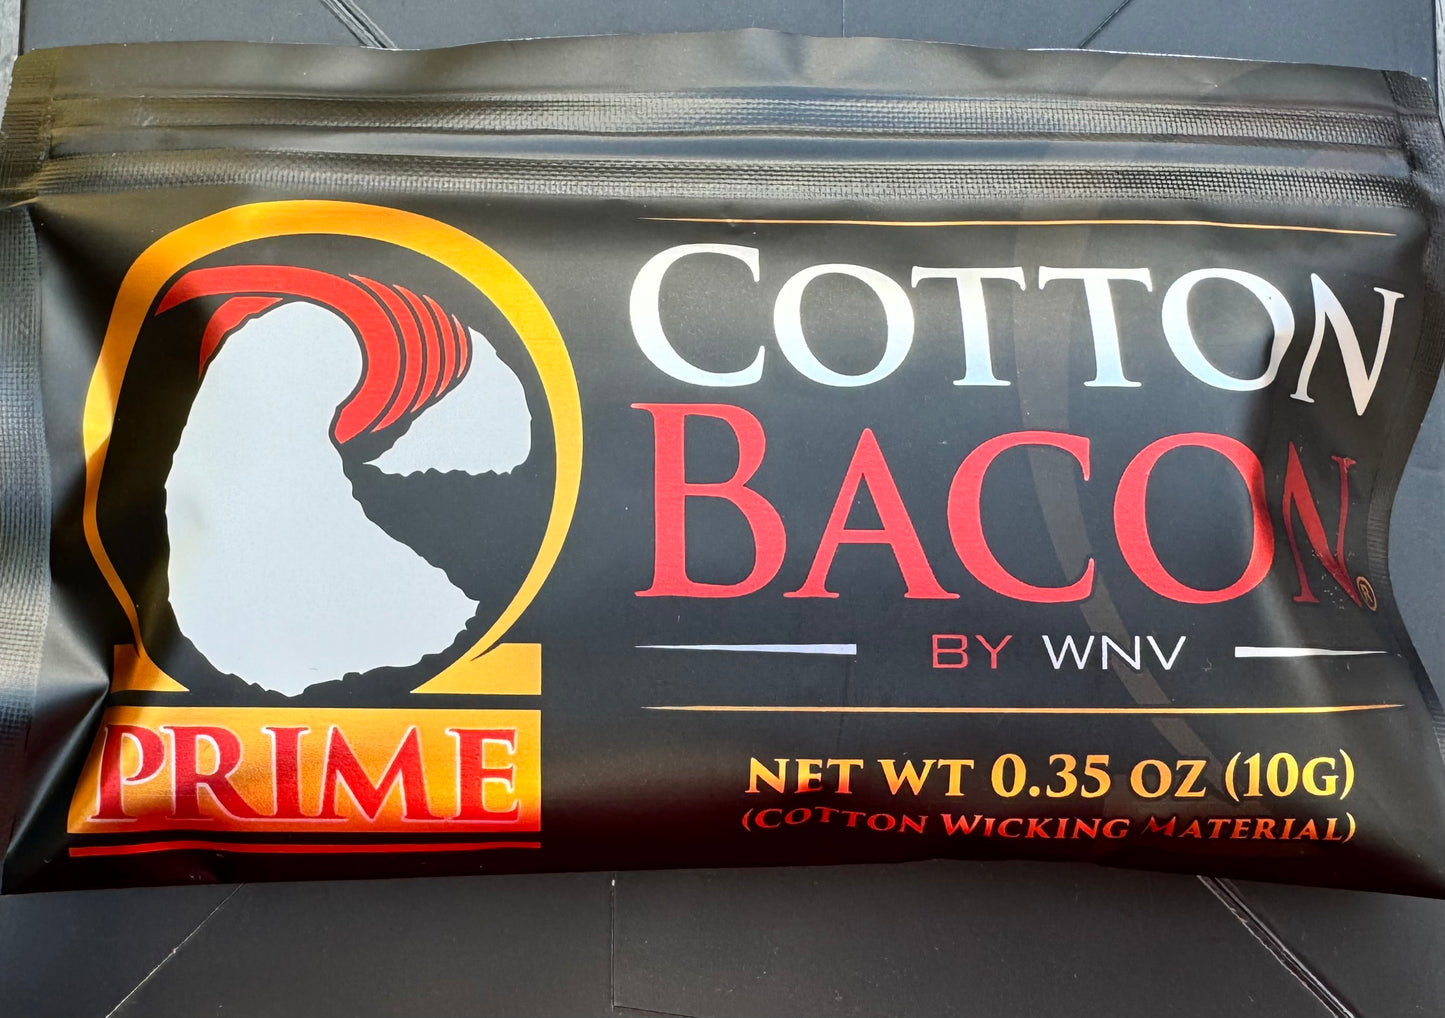 COTTON
BACON®
BY WNV
PRIME
NET WT 0.35 OZ (10G)
(COTTON WICKING MATERIAL)